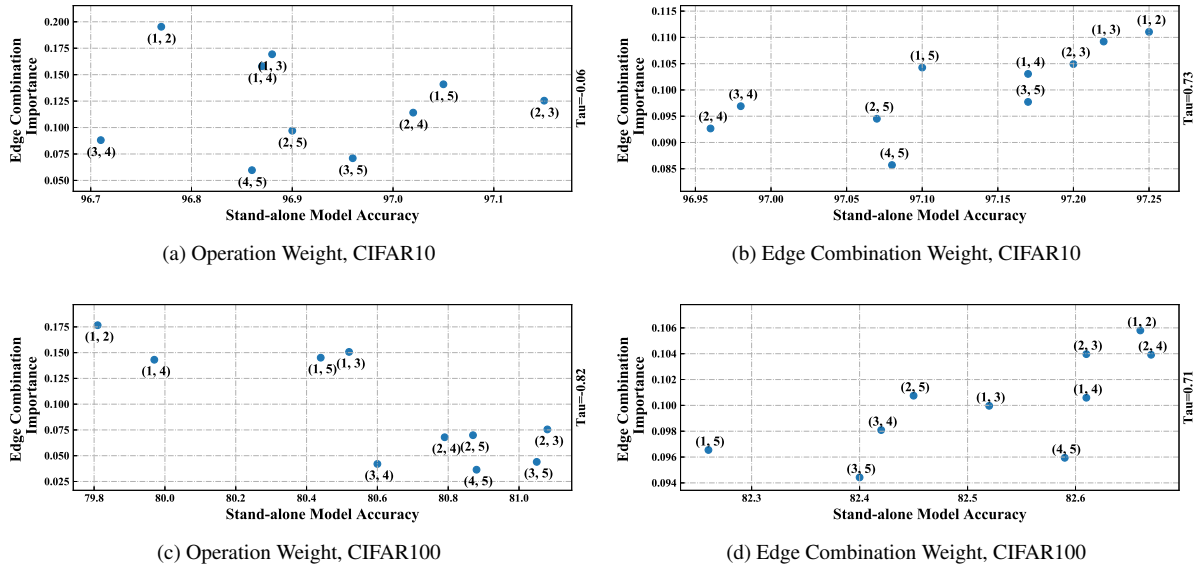 0.200
0.175
0.150
0.125
0.100
0.075
0.050
Edge Combination
Importance
(1, 2)
(1, 3)
(1, 4)
(1, 5)
(2, 3)
(2, 4)
(2, 5)
(3, 4)
(3, 5)
(4, 5)
Tau=-0.06
96.7 96.8 96.9 97.0 97.1
Stand-alone Model Accuracy
(a) Operation Weight, CIFAR10
0.115
0.110
0.105
0.100
0.095
0.090
0.085
Edge Combination
Importance
(1, 2)
(1, 3)
(2, 3)
(1, 5)
(1, 4)
(3, 5)
(3, 4)
(2, 5)
(2, 4)
(4, 5)
Tau=0.73
96.95 97.00 97.05 97.10 97.15 97.20 97.25
Stand-alone Model Accuracy
(b) Edge Combination Weight, CIFAR10
0.175
0.150
0.125
0.100
0.075
0.050
0.025
Edge Combination
Importance
(1, 2)
(1, 4)
(1, 5)
(1, 3)
(2, 4)
(2, 5)
(2, 3)
(3, 4)
(4, 5)
(3, 5)
Tau=-0.82
79.8 80.0 80.2 80.4 80.6 80.8 81.0
Stand-alone Model Accuracy
(c) Operation Weight, CIFAR100
0.106
0.104
0.102
0.100
0.098
0.096
0.094
Edge Combination
Importance
(1, 2)
(2, 3)
(2, 4)
(2, 5)
(1, 4)
(1, 3)
(3, 4)
(1, 5)
(4, 5)
(3, 5)
Tau=0.71
82.3 82.4 82.5 82.6
Stand-alone Model Accuracy
(d) Edge Combination Weight, CIFAR100